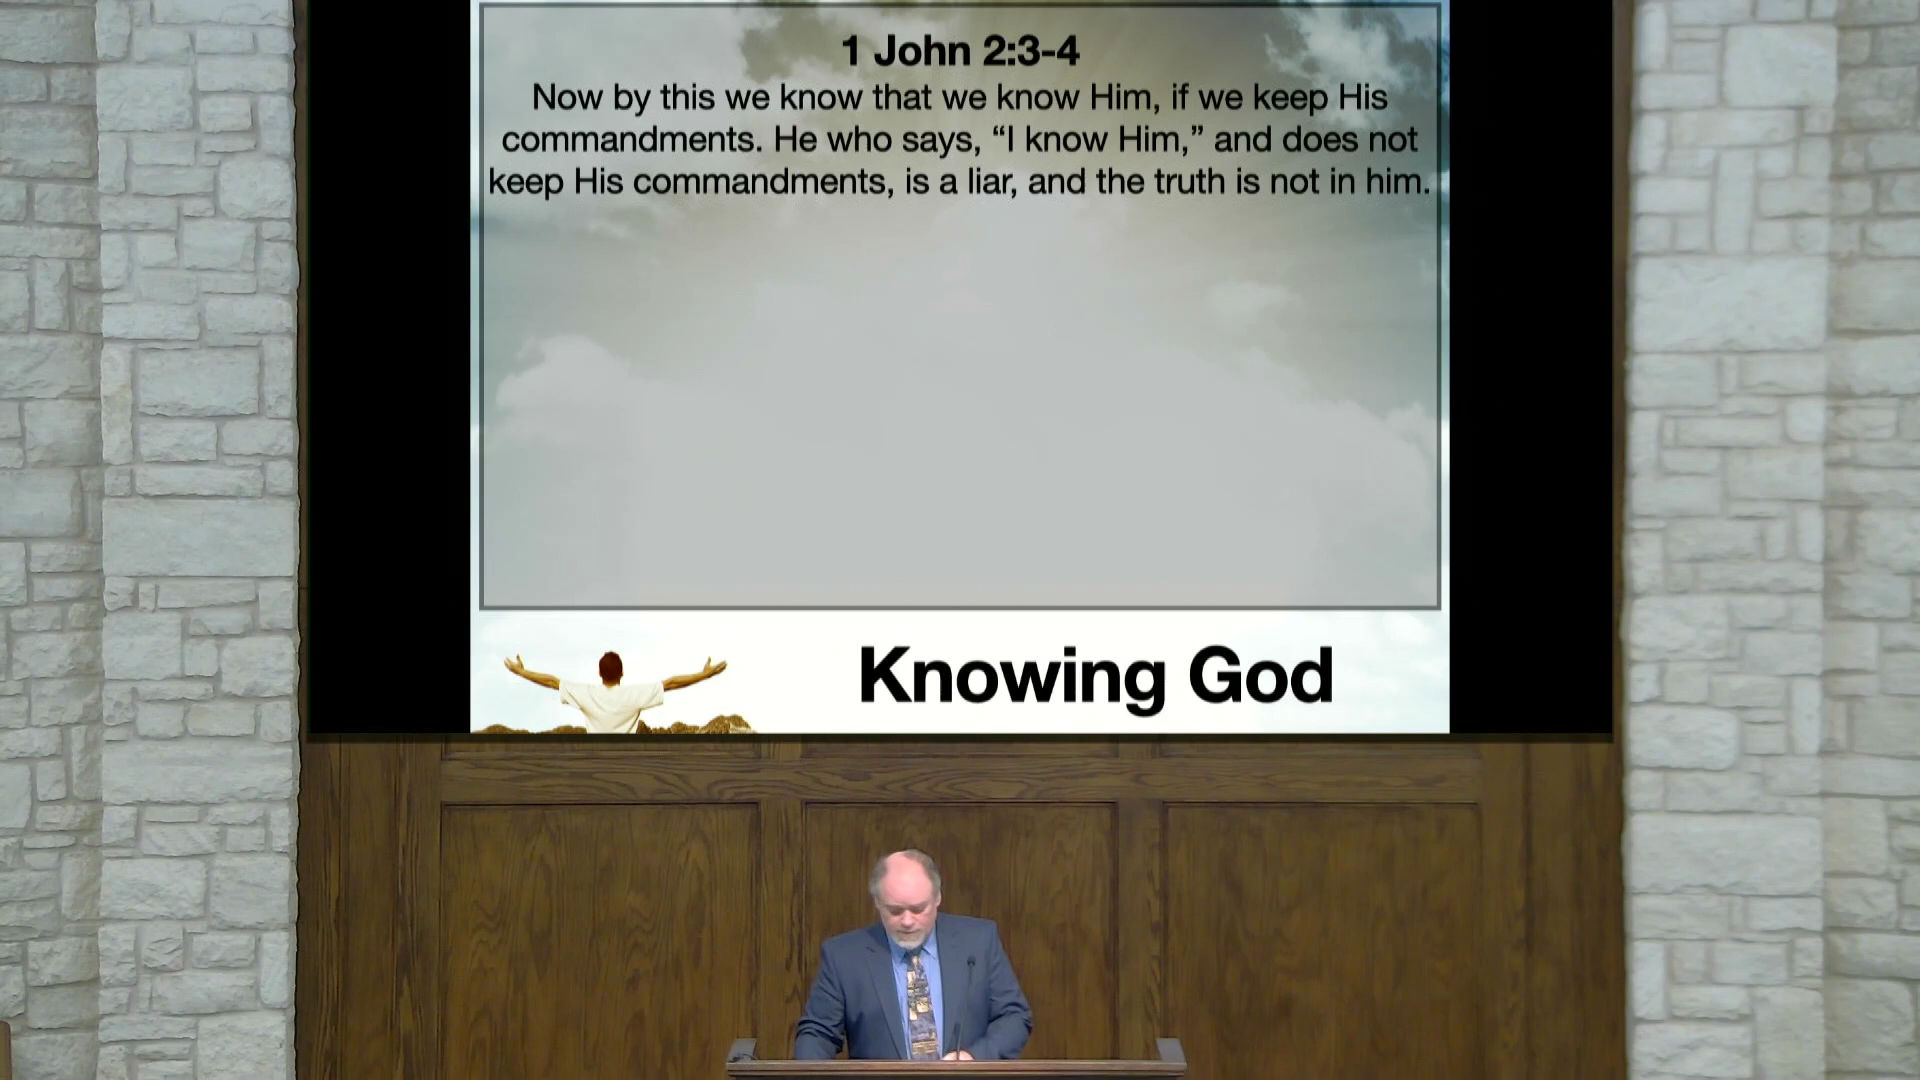 1 John 2:3-4
Now by this we know that we know Him, if we keep His
commandments. He who says, “I know Him,” and does not
keep His commandments, is a liar, and the truth is not in him.
Knowing God